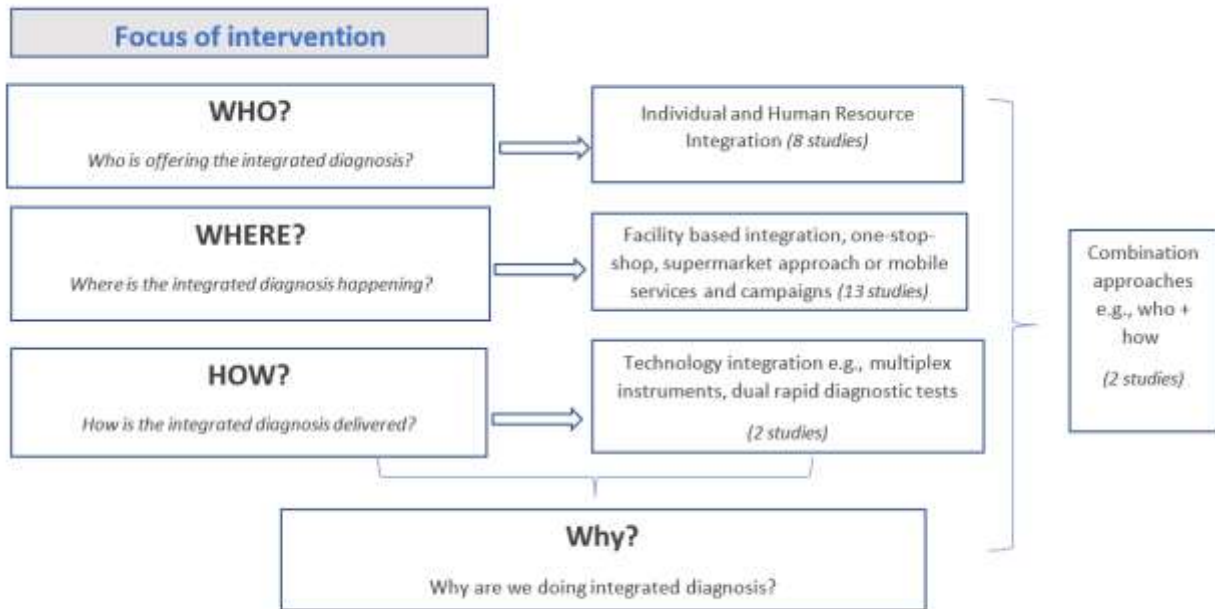 Focus of intervention
WHO?
Who is offering the integrated diagnosis?
Individual and Human Resource
Integration (8 studies)
WHERE?
Where is the integrated diagnosis happening?
Facility based integration, one-stop-
shop, supermarket approach or mobile
services and campaigns (13 studies)
HOW?
How is the integrated diagnosis delivered?
Technology integration e.g., multiplex
instruments, dual rapid diagnostic tests
(2 studies)
Combination
approaches
e.g., who +
how
(2 studies)
Why?
Why are we doing integrated diagnosis?